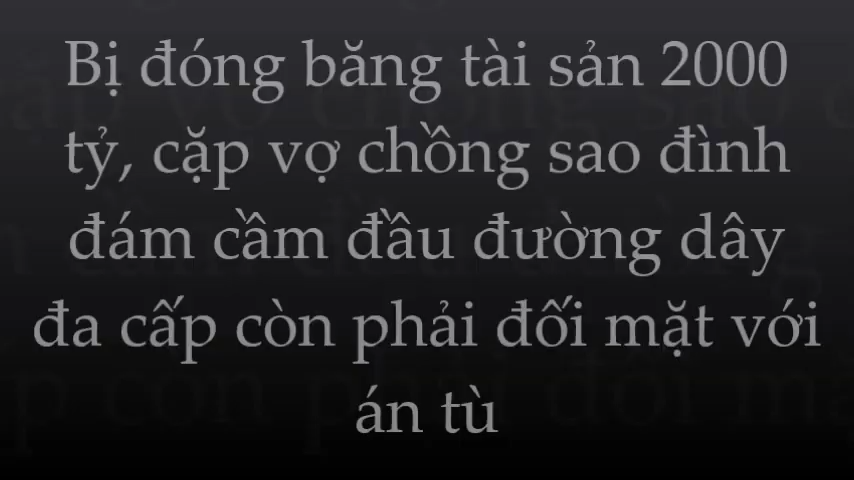 Bị đóng băng tài sản 2000
tỷ, cặp vợ chồng sao đình
đám cầm đầu đường dây
đa cấp còn phải đối mặt với
án tù